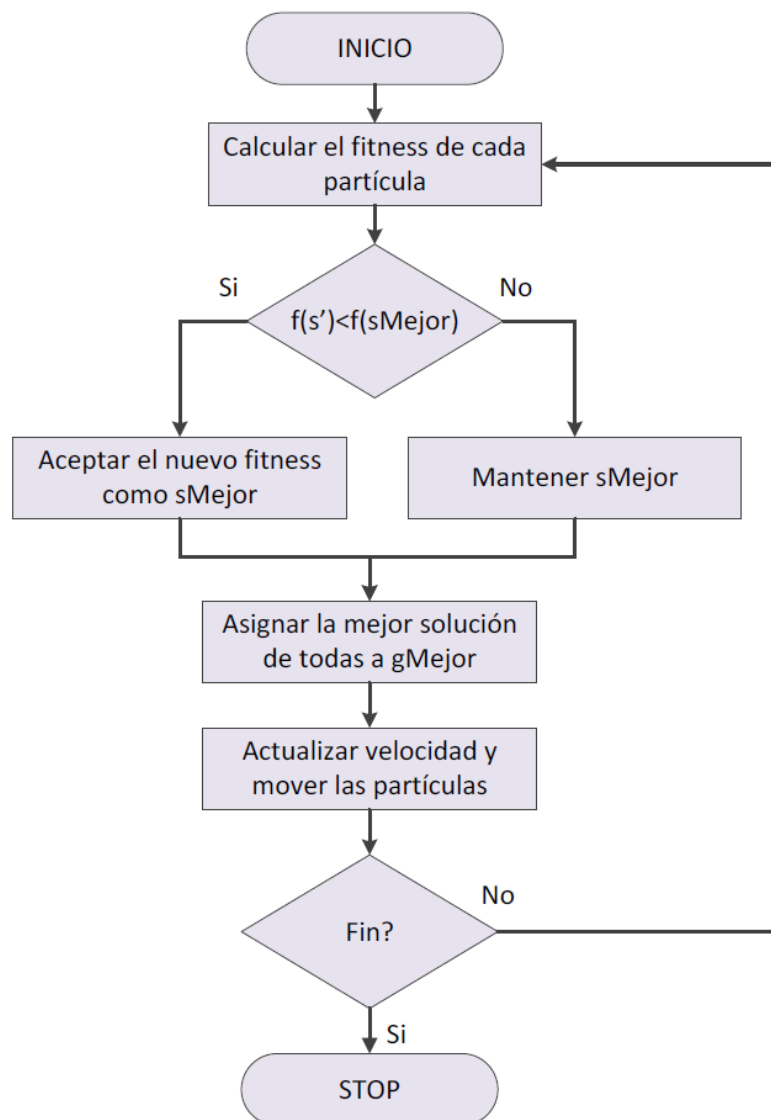 INICIO
Calcular el fitness de cada
partícula
Si
No
f(s’)<f(sMejor)
Aceptar el nuevo fitness
como sMejor
Mantener sMejor
Asignar la mejor solución
de todas a gMejor
Actualizar velocidad y
mover las partículas
No
Fin?
Si
STOP